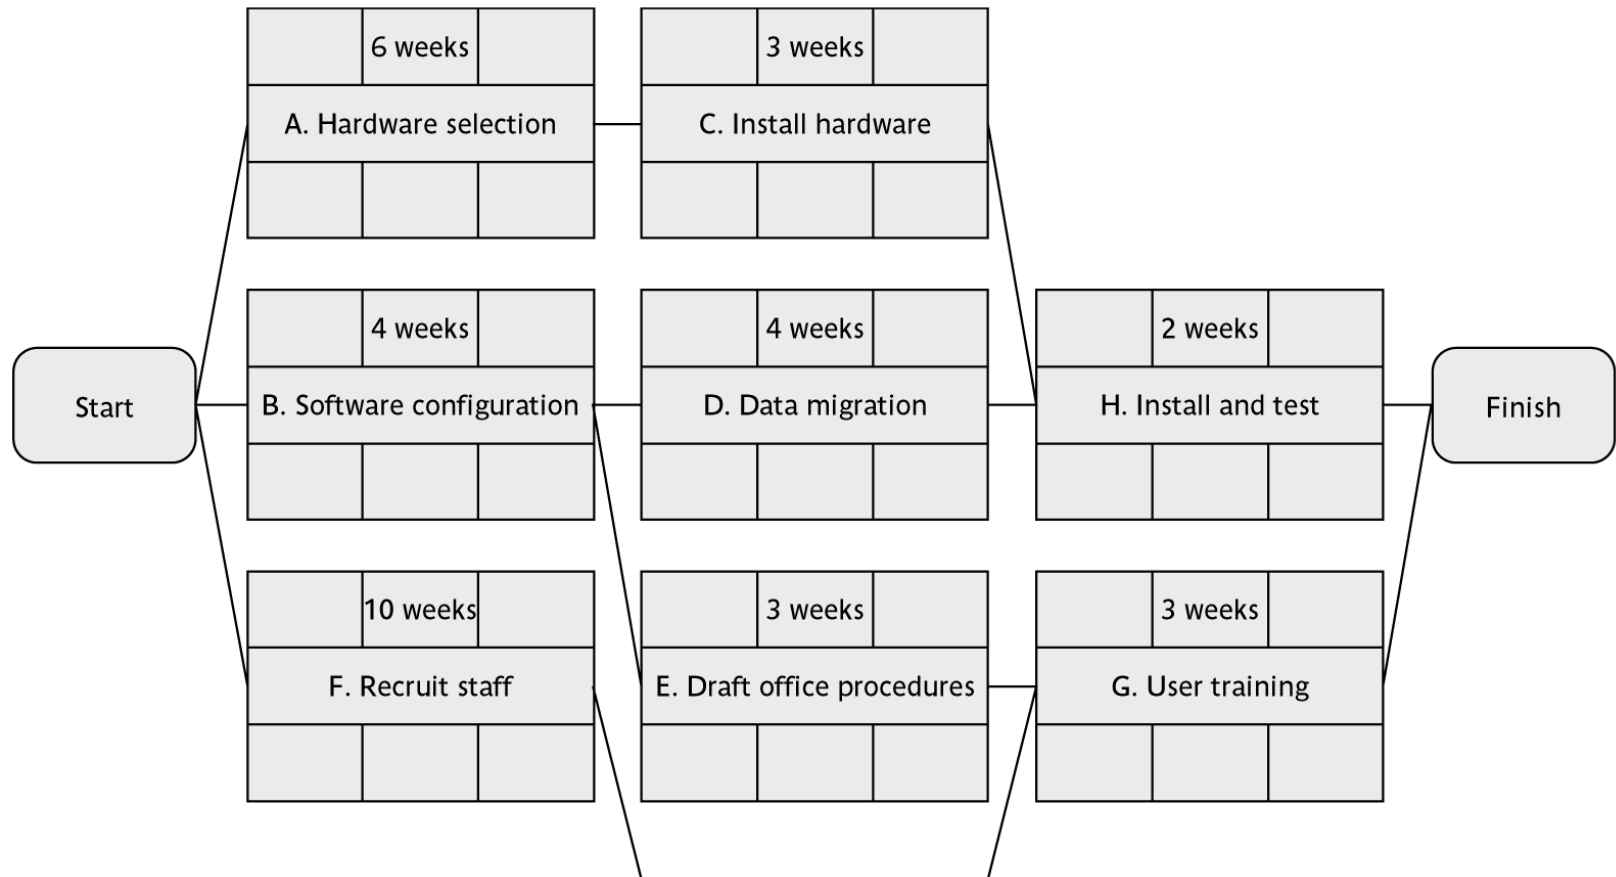 6 weeks
3 weeks
A. Hardware selection
C. Install hardware
4 weeks
4 weeks
2 weeks
Start
B. Software configuration
D. Data migration
H. Install and test
Finish
10 weeks
3 weeks
3 weeks
F. Recruit staff
E. Draft office procedures
G. User training